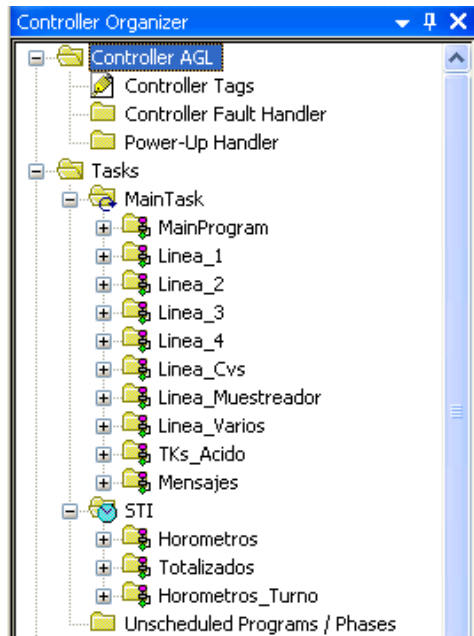 Controller Organizer
Controller AGL
Controller Tags
Controller Fault Handler
Power-Up Handler
Tasks
MainTask
MainProgram
Linea_1
Linea_2
Linea_3
Linea_4
Linea_Cvs
Linea_Muestreador
Linea_Varios
TKs_Acido
Mensajes
STI
Horometros
Totalizados
Horometros_Turno
Unscheduled Programs / Phases